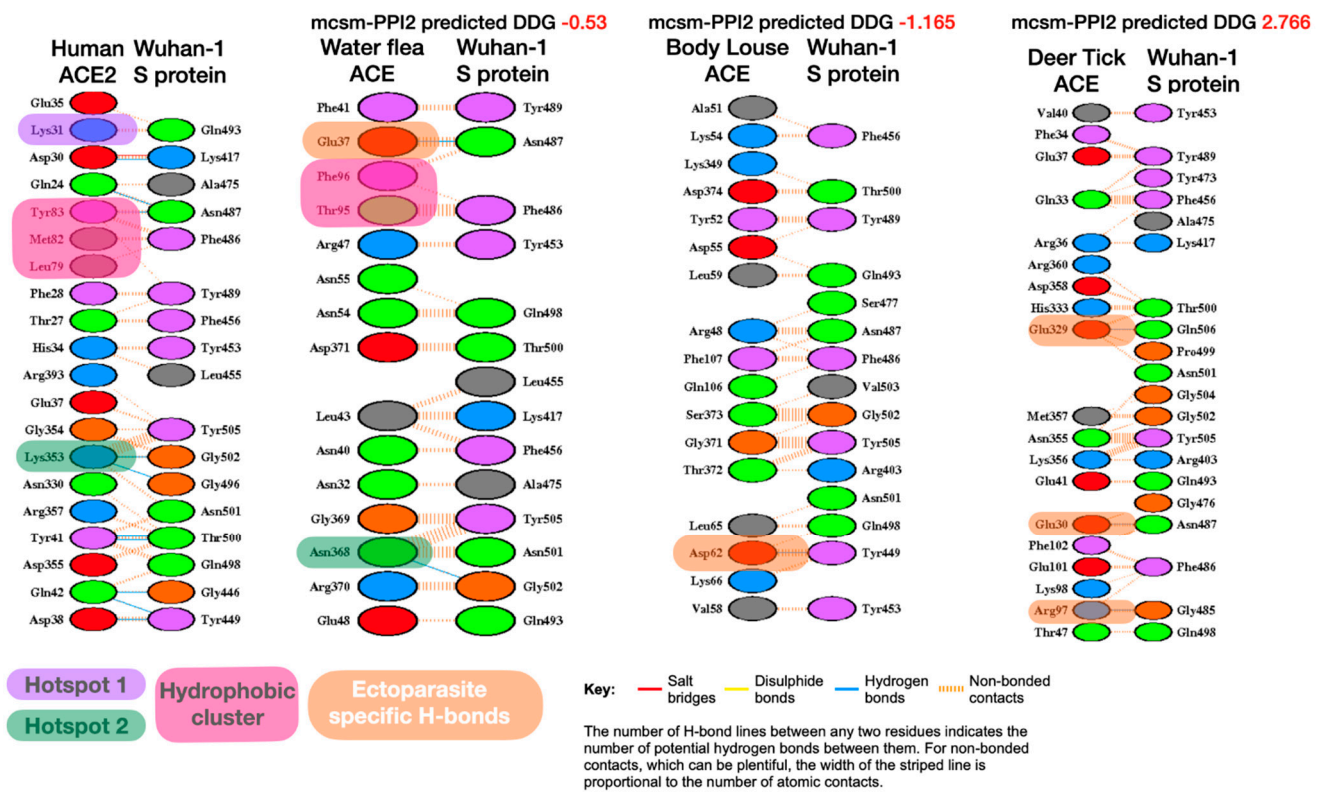 mcsm-PPI2 predicted DDG -0.53
mcsm-PPI2 predicted DDG -1.165
mcsm-PPI2 predicted DDG 2.766
Human Wuhan-1
ACE2 S protein
Glu35
Lys31 Gln493
Asp30 Lys417
Gln24 Ala475
Tyr83 Asn487
Met82 Phe486
Leu79
Phe28 Tyr489
Thr27 Phe456
His34 Tyr453
Arg393 Leu455
Glu37
Gly354 Tyr505
Lys353 Gly502
Asn330 Gly496
Arg357 Asn501
Tyr41 Thr500
Asp355 Gln498
Gln42 Gly446
Asp38 Tyr449
Water flea Wuhan-1
ACE S protein
Phe41 Tyr489
Glu37 Asn487
Phe96
Thr95 Phe486
Arg47 Tyr453
Asn55
Asn54 Gln498
Asp371 Thr500
Leu455
Leu43 Lys417
Asn40 Phe456
Asn32 Ala475
Gly369 Tyr505
Asn368 Asn501
Arg370 Gly502
Glu48 Gln493
Body Louse Wuhan-1
ACE S protein
Ala51
Lys54 Phe456
Lys349
Asp374 Thr500
Tyr52 Tyr489
Asp55
Leu59 Gln493
Ser477
Arg48 Asn487
Phe107 Phe486
Gln106 Val503
Ser373 Gly502
Gly371 Tyr505
Thr372 Arg403
Asn501
Leu65 Gln498
Asp62 Tyr449
Lys66
Val58 Tyr453
Deer Tick Wuhan-1
ACE S protein
Val40 Tyr453
Phe34
Glu37 Tyr489
Tyr473
Gln33 Phe456
Ala475
Arg36 Lys417
Arg360
Asp358
His333 Thr500
Glu329 Gln506
Pro499
Asn501
Gly504
Met357 Gly502
Asn355 Tyr505
Lys356 Arg403
Glu41 Gln493
Gly476
Glu30 Asn487
Phe102
Glu101 Phe486
Lys98
Arg97 Gly485
Thr47 Gln498
Hotspot 1
Hotspot 2
Hydrophobic
cluster
Ectoparasite
specific H-bonds
Key:
Salt
bridges
Disulphide
bonds
Hydrogen
bonds
Non-bonded
contacts
The number of H-bond lines between any two residues indicates the
number of potential hydrogen bonds between them. For non-bonded
contacts, which can be plentiful, the width of the striped line is
proportional to the number of atomic contacts.